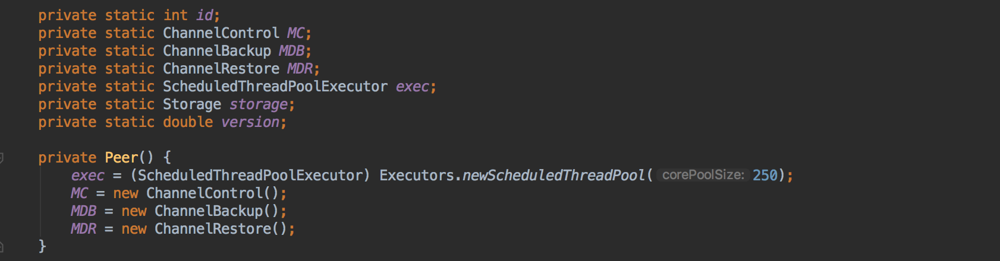 private static int id;
private static ChannelControl MC;
private static ChannelBackup MDB;
private static ChannelRestore MDR;
private static ScheduledThreadPoolExecutor exec;
private static Storage storage;
private static double version;
private Peer() {
exec = (ScheduledThreadPoolExecutor) Executors.newScheduledThreadPool( corePoolSize: 250);
MC = new ChannelControl();
MDB = new ChannelBackup();
MDR = new ChannelRestore();
}